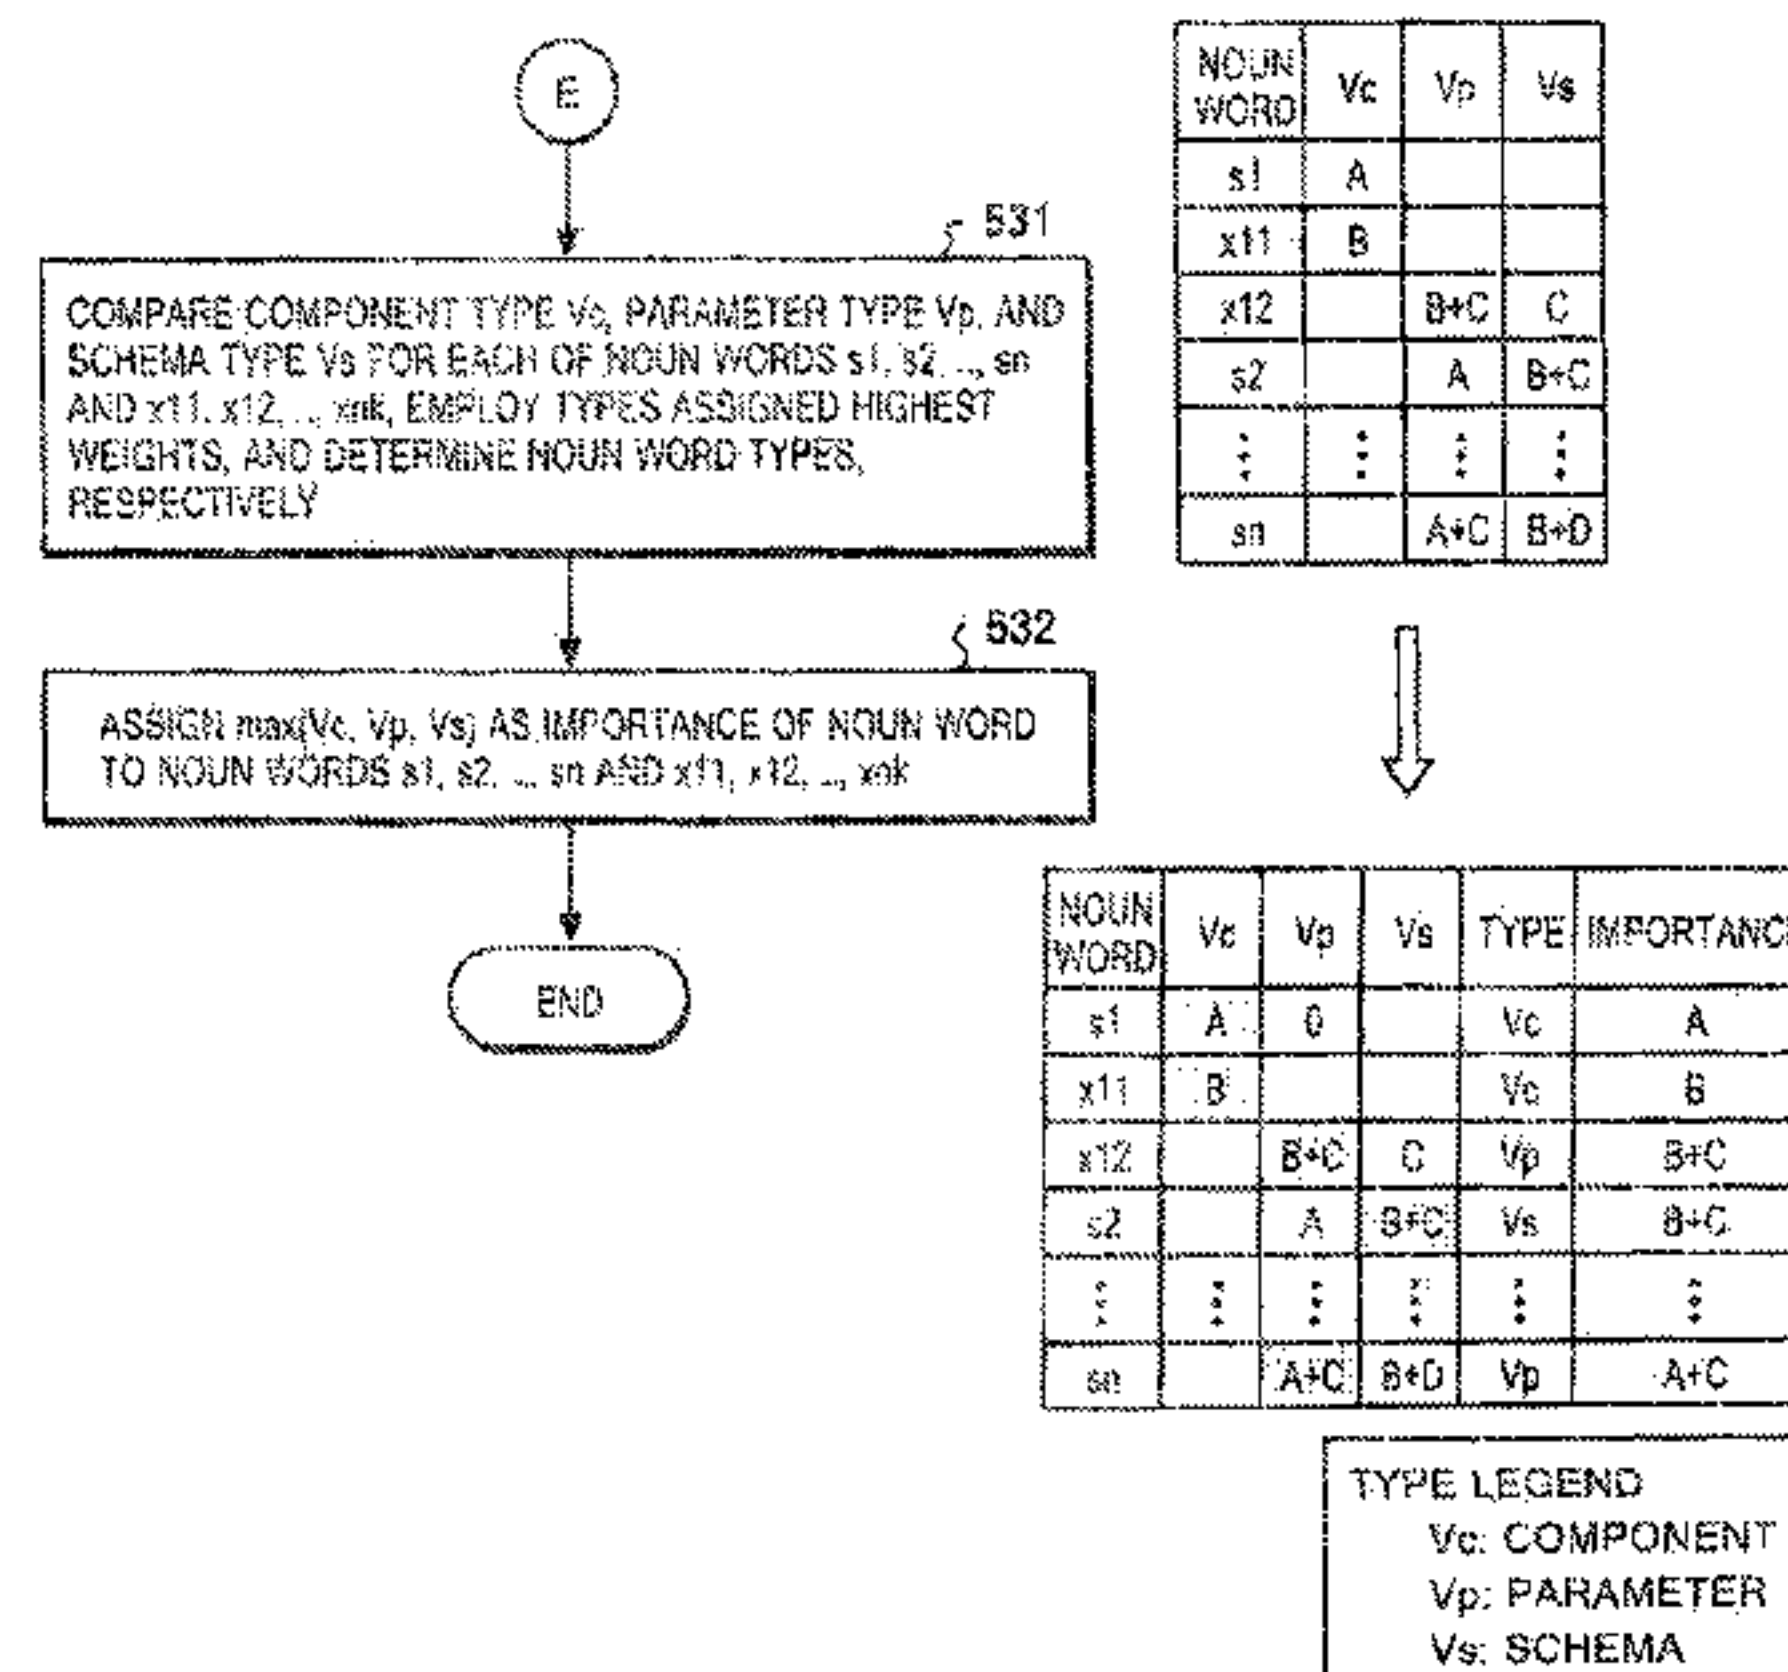 E
531
COMPARE COMPONENT TYPE Vc, PARAMETER TYPE Vp, AND
SCHEMA TYPE Vs FOR EACH OF NOUN WORDS s1, s2, .., sn
AND x11, x12, .., xnk, EMPLOY TYPES ASSIGNED HIGHEST
WEIGHTS, AND DETERMINE NOUN WORD TYPES,
RESPECTIVELY
532
ASSIGN max(Vc, Vp, Vs) AS IMPORTANCE OF NOUN WORD
TO NOUN WORDS s1, s2, .., sn AND x11, x12, .., xnk
END
NOUN WORD Vc Vp Vs
s1 A
x11 B
x12 B+C C
s2 A B+C
sn A+C B+D
NOUN WORD Vc Vp Vs TYPE IMPORTANCE
s1 A 0 Vc A
x11 B Vc B
x12 B+C C Vp B+C
s2 A B+C Vs B+C
sn A+C B+D Vp A+C
TYPE LEGEND
Vc: COMPONENT
Vp: PARAMETER
Vs: SCHEMA